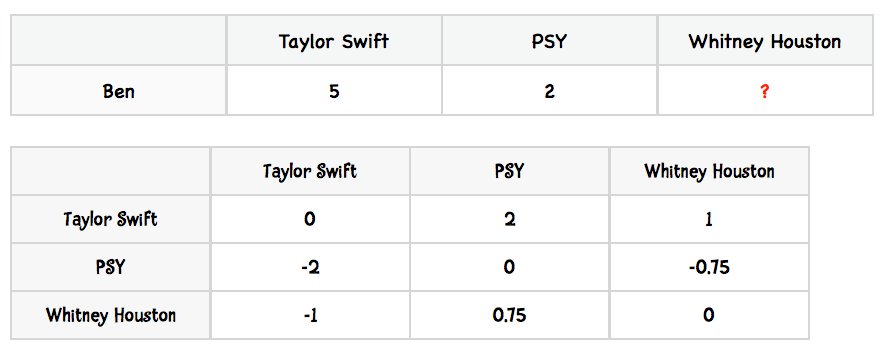 Taylor Swift PSY Whitney Houston
Ben 5 2 ?
Taylor Swift PSY Whitney Houston
Taylor Swift 0 2 1
PSY -2 0 -0.75
Whitney Houston -1 0.75 0